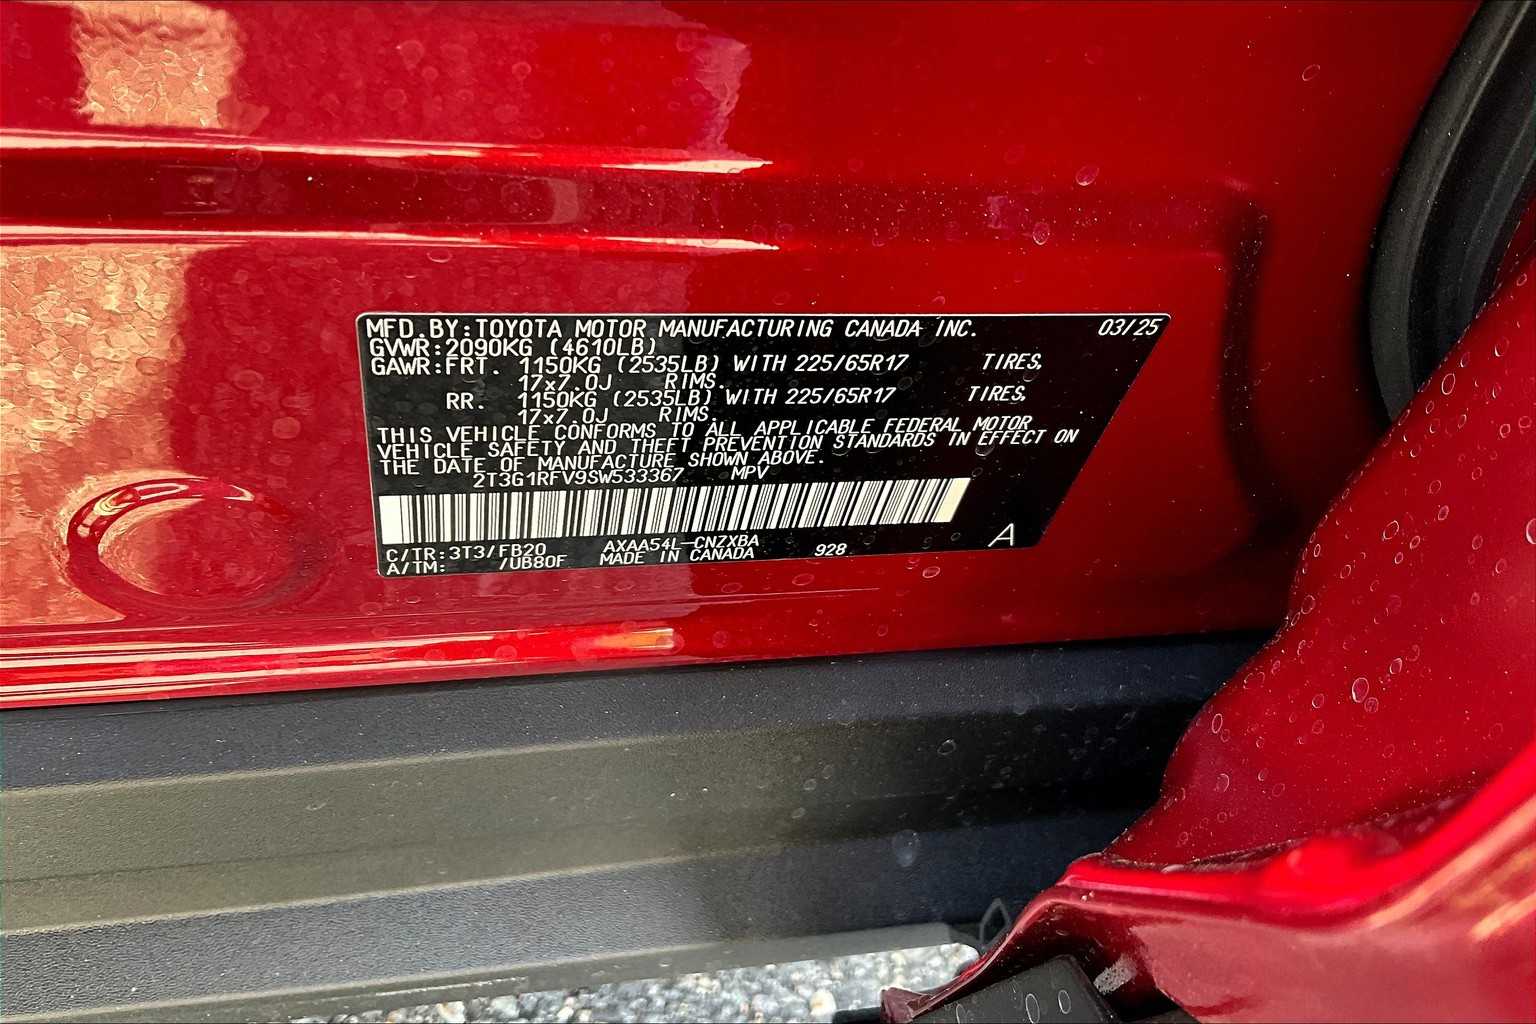 MFD.BY:TOYOTA MOTOR MANUFACTURING CANADA INC. 03/25
GVWR:2090KG (4610LB)
GAWR:FRT. 1150KG (2535LB) WITH 225/65R17 TIRES,
17x7.0J RIMS.
RR. 1150KG (2535LB) WITH 225/65R17 TIRES,
17x7.0J RIMS.
THIS VEHICLE CONFORMS TO ALL APPLICABLE FEDERAL MOTOR
VEHICLE SAFETY AND THEFT PREVENTION STANDARDS IN EFFECT ON
THE DATE OF MANUFACTURE SHOWN ABOVE.
2T3G1RFV9SW533367 MPV
A
C/TR:3T3/FB20 AXAA54L-CNZXBA 928
A/TM: /UB80F MADE IN CANADA